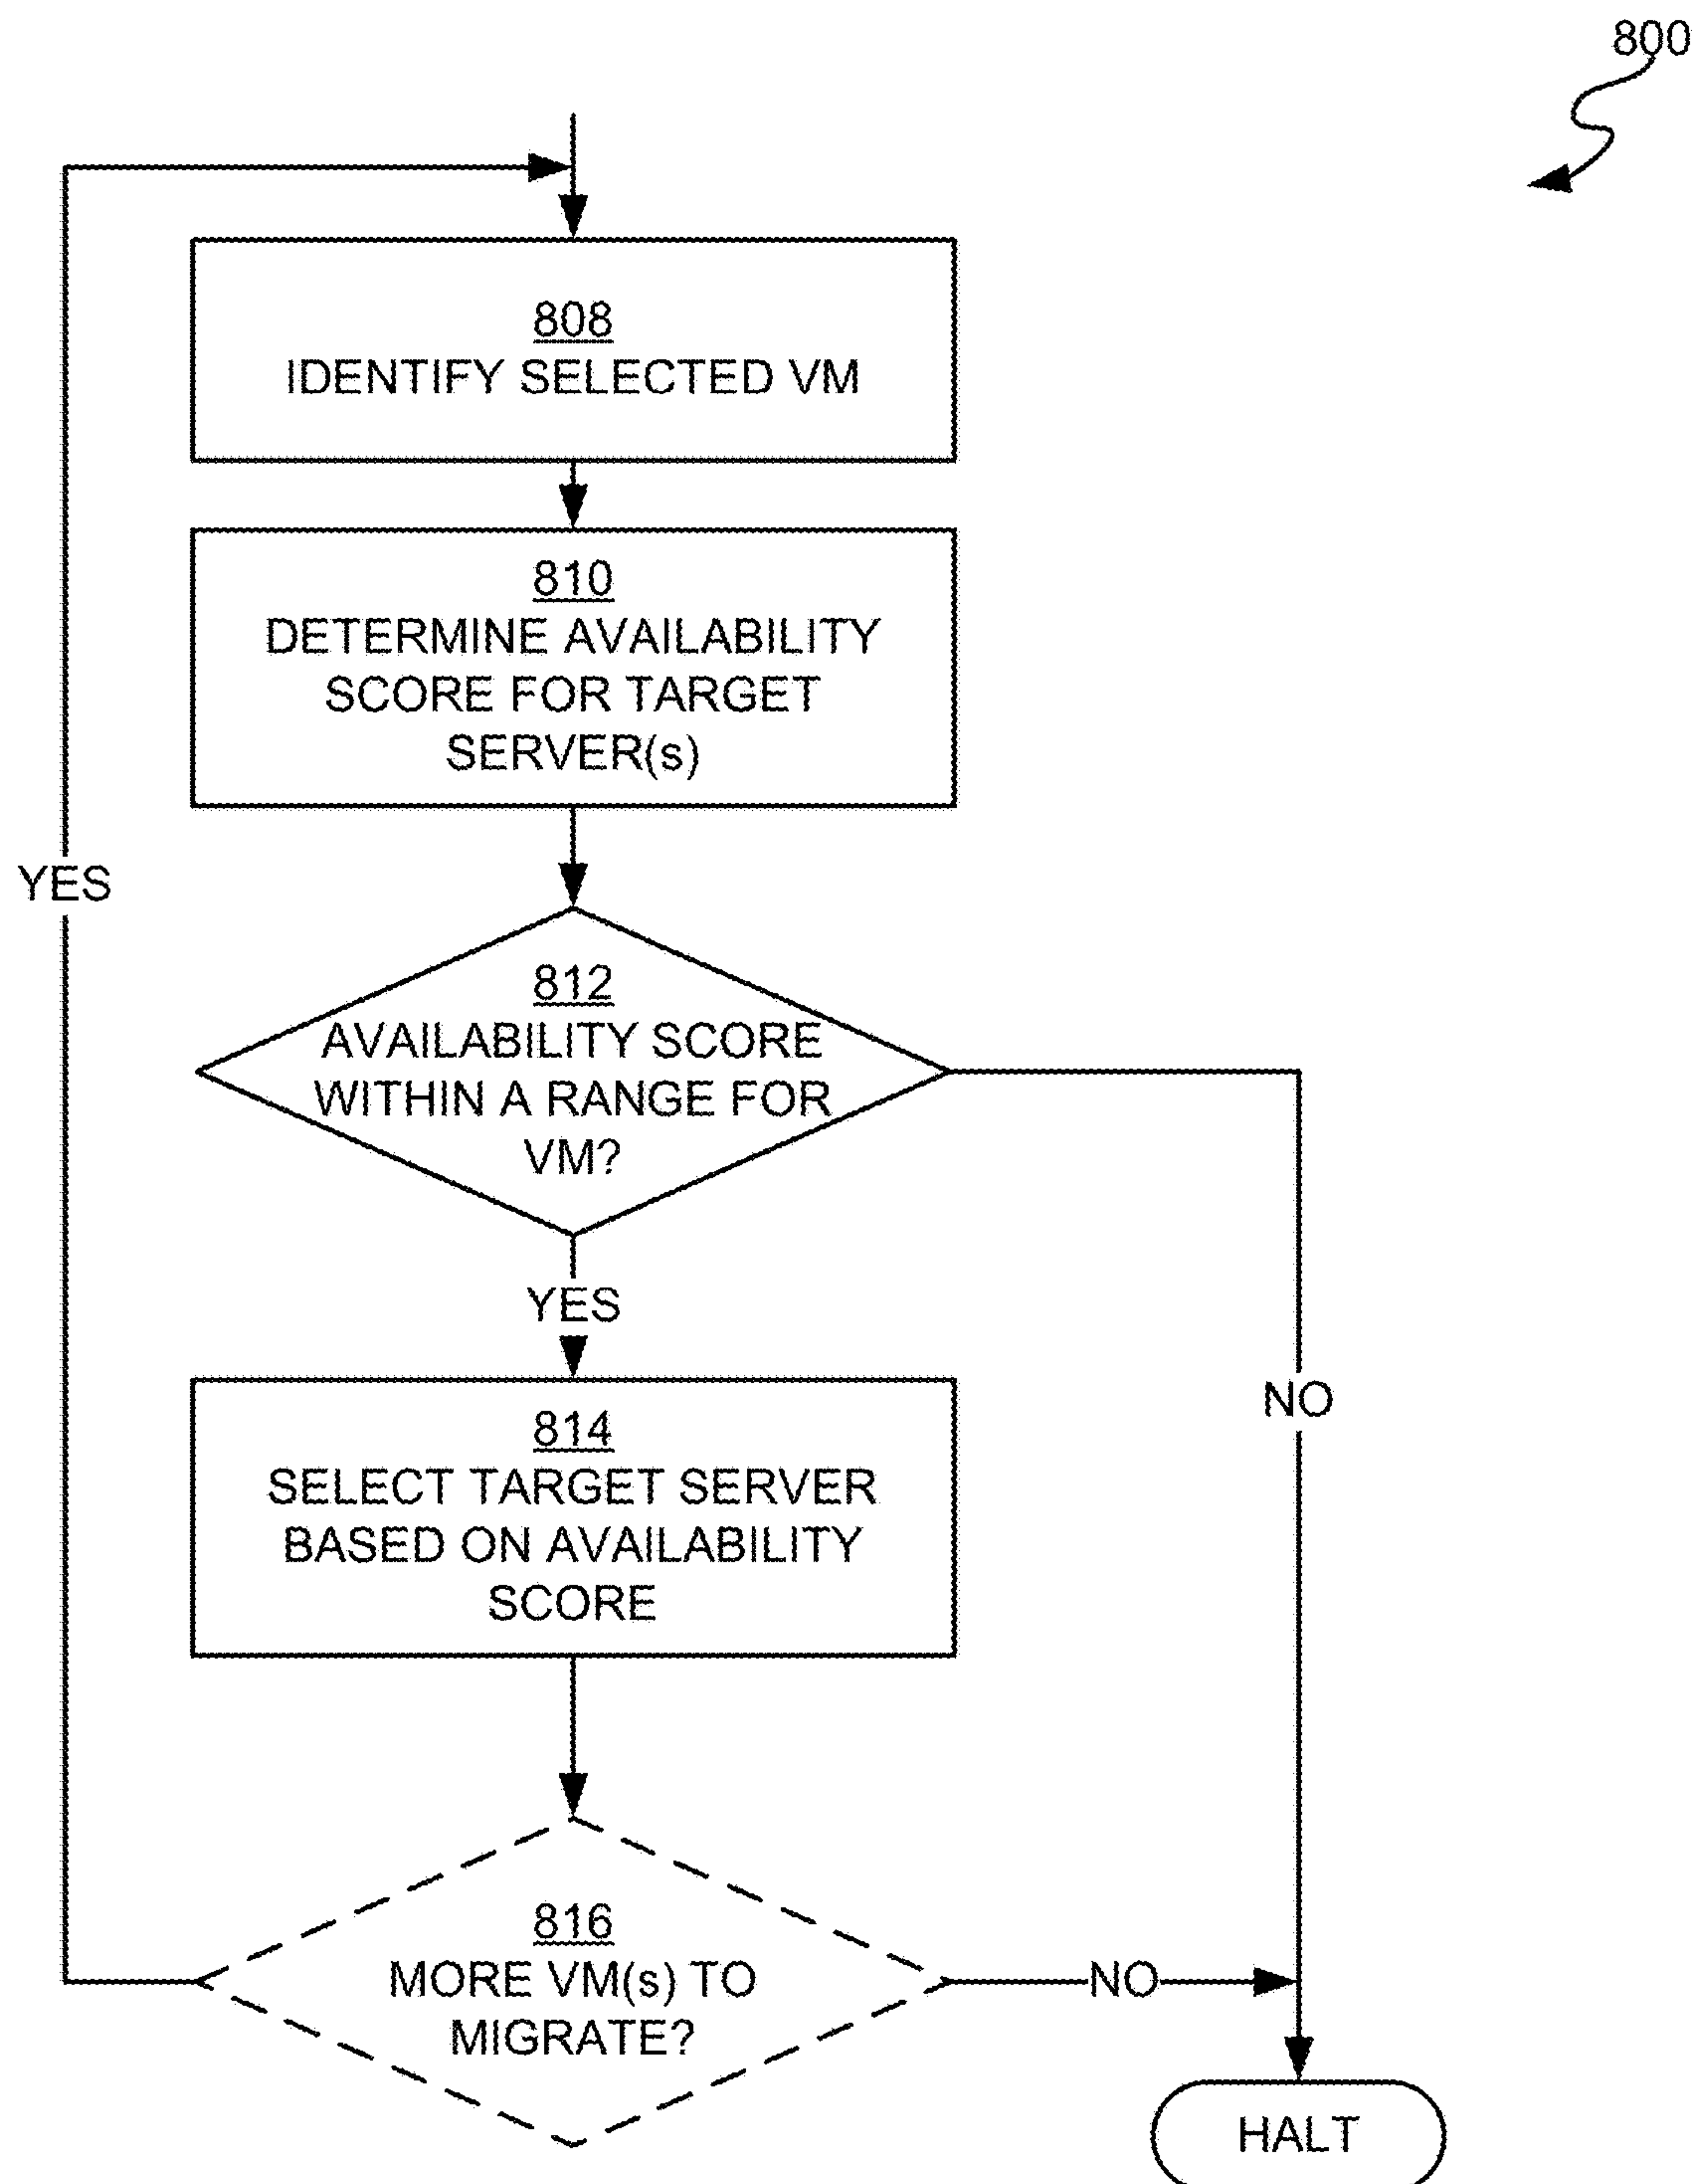 800
808
IDENTIFY SELECTED VM
810
DETERMINE AVAILABILITY
SCORE FOR TARGET
SERVER(s)
YES
812
AVAILABILITY SCORE
WITHIN A RANGE FOR
VM?
YES
NO
814
SELECT TARGET SERVER
BASED ON AVAILABILITY
SCORE
816
MORE VM(s) TO
MIGRATE?
NO
HALT